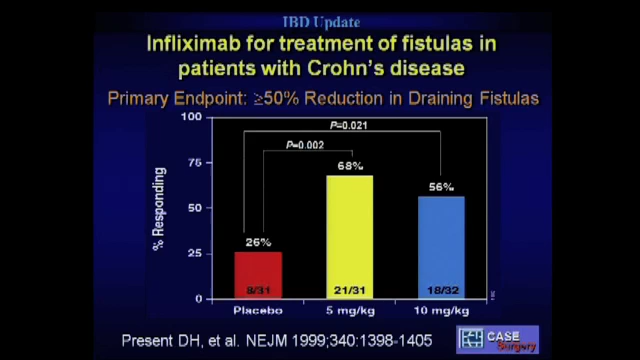 IBD Update
Infliximab for treatment of fistulas in
patients with Crohn's disease
Primary Endpoint: ≥50% Reduction in Draining Fistulas
100
P=0.021
P=0.002
75
68%
56%
% Responding
50
26%
25
8/31
21/31
18/32
0
Placebo
5 mg/kg
10 mg/kg
Present DH, et al. NEJM 1999;340:1398-1405
CASE
Surgery